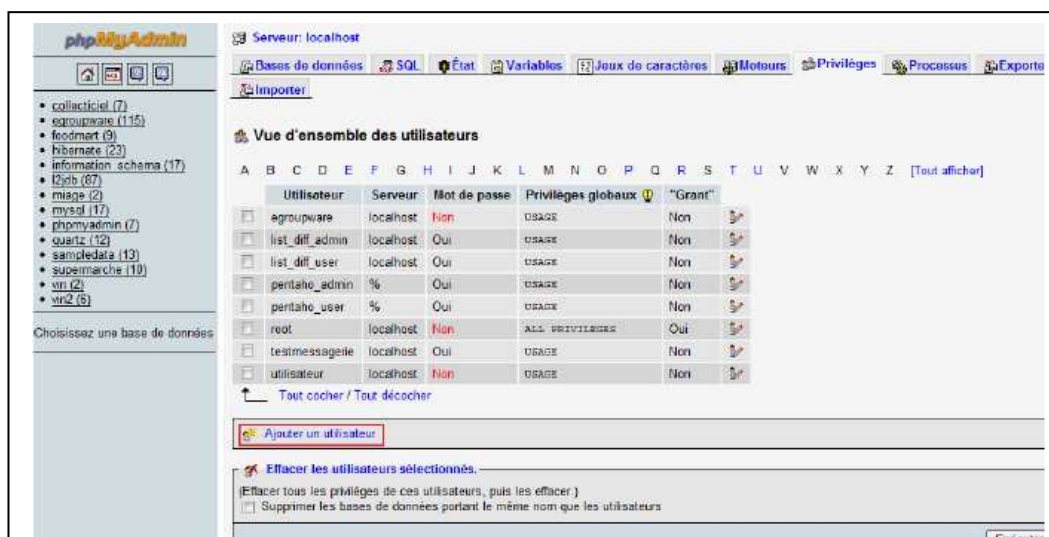 phpMyAdmin
collecticiel (7)
egroupware (115)
foodmart (9)
hibernate (23)
information_schema (17)
l2jdb (87)
miage (2)
mysql (17)
phpmyadmin (7)
quartz (12)
sampledata (13)
supermarche (10)
vin (2)
vin2 (6)
Choisissez une base de données
Serveur: localhost
Bases de données SQL État Variables Jeux de caractères Moteurs Privilèges Processus Exporte
Importer
Vue d'ensemble des utilisateurs
A B C D E F G H I J K L M N O P Q R S T U V W X Y Z [Tout afficher]
Utilisateur Serveur Mot de passe Privilèges globaux "Grant"
egroupware localhost Non USAGE Non
list_diff_admin localhost Oui USAGE Non
list_diff_user localhost Oui USAGE Non
pentaho_admin % Oui USAGE Non
pentaho_user % Oui USAGE Non
root localhost Non ALL PRIVILEGES Oui
testmessagerie localhost Oui USAGE Non
utilisateur localhost Non USAGE Non
Tout cocher / Tout décocher
Ajouter un utilisateur
Effacer les utilisateurs sélectionnés.
(Effacer tous les privilèges de ces utilisateurs, puis les effacer.)
Supprimer les bases de données portant le même nom que les utilisateurs